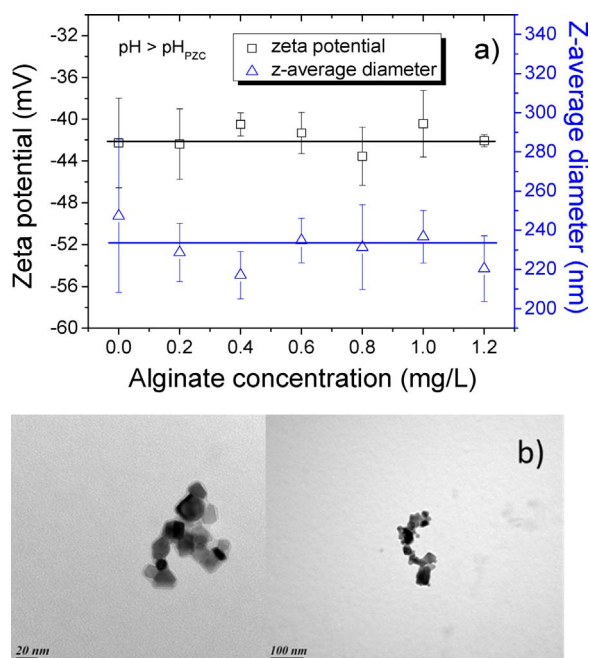 pH > pHPZC
zeta potential
z-average diameter
a)
Zeta potential (mV)
-32
-36
-40
-44
-48
-52
-56
-60
0.0 0.2 0.4 0.6 0.8 1.0 1.2
Alginate concentration (mg/L)
340
320
300
280
260
240
220
200
Z-average diameter
(nm)
b)
20 nm
100 nm